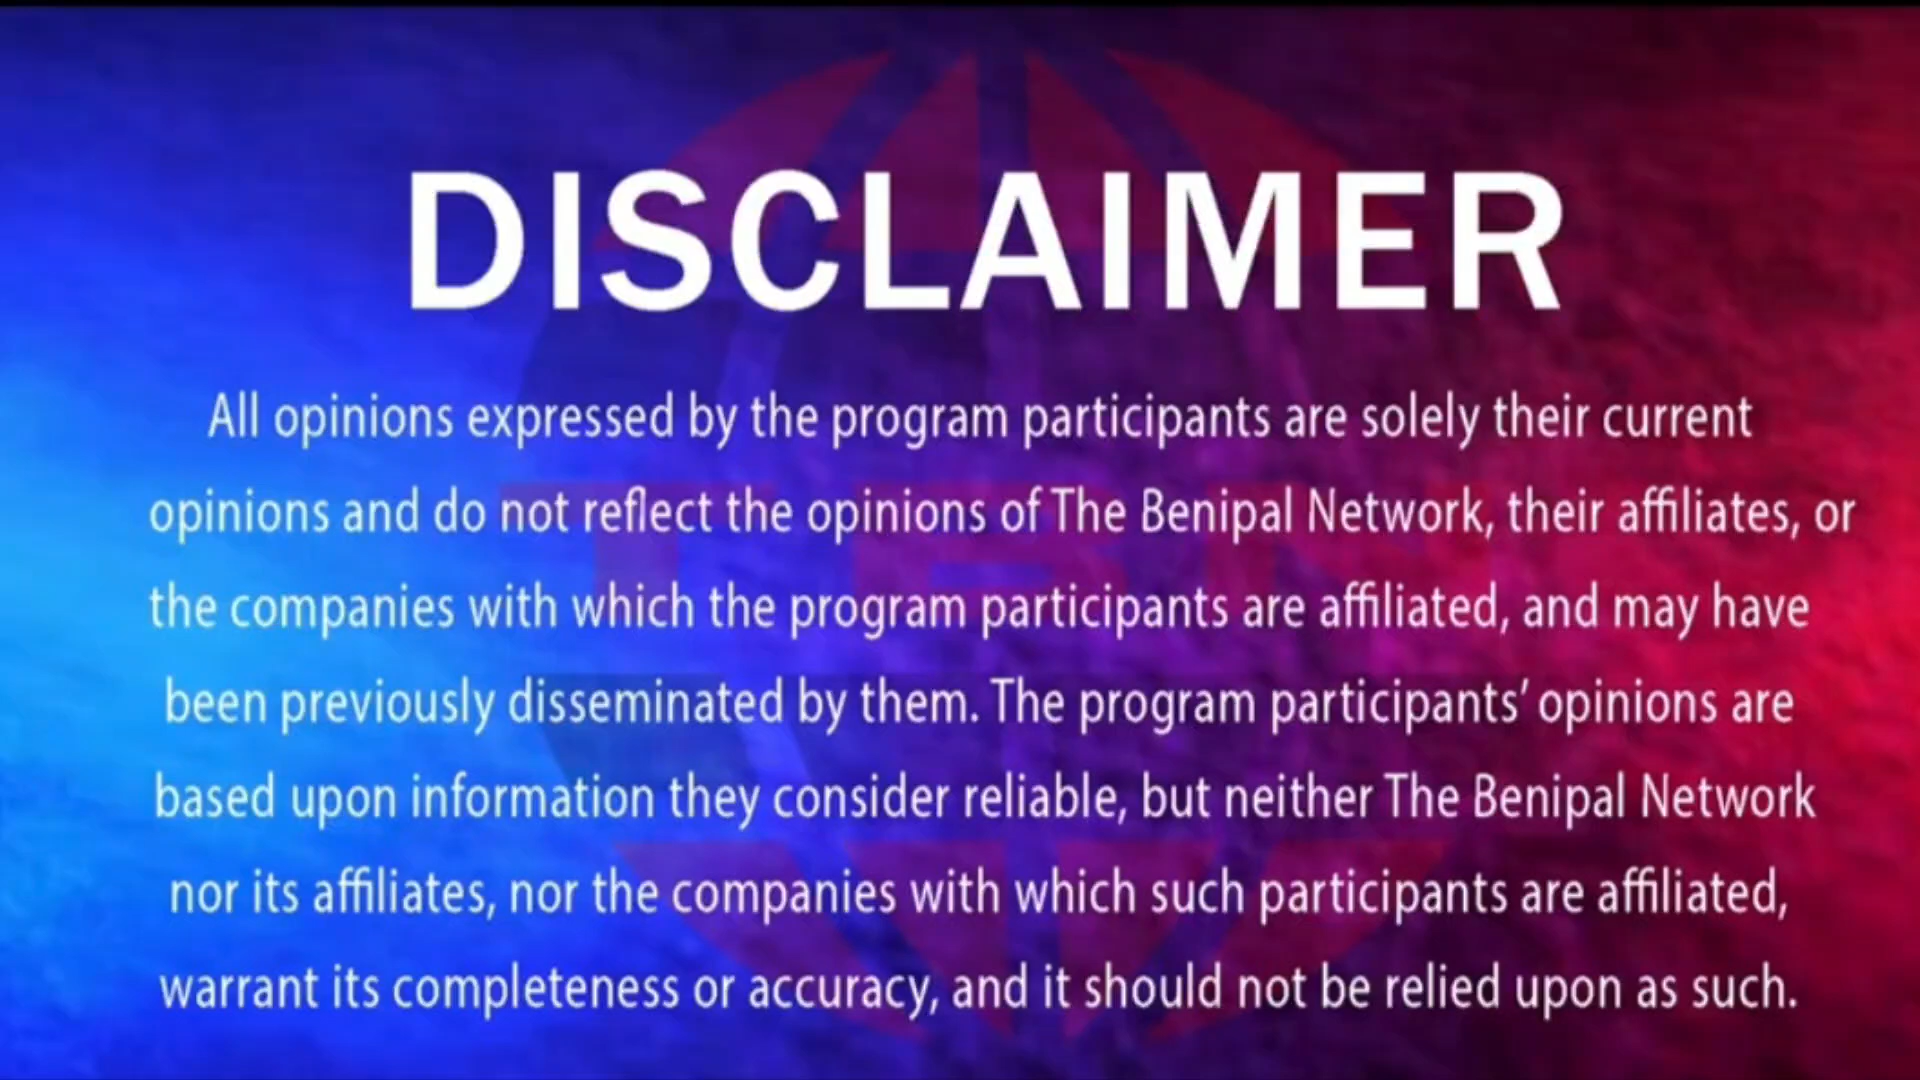 DISCLAIMER
All opinions expressed by the program participants are solely their current
opinions and do not reflect the opinions of The Benipal Network, their affiliates, or
the companies with which the program participants are affiliated, and may have
been previously disseminated by them. The program participants’ opinions are
based upon information they consider reliable, but neither The Benipal Network
nor its affiliates, nor the companies with which such participants are affiliated,
warrant its completeness or accuracy, and it should not be relied upon as such.